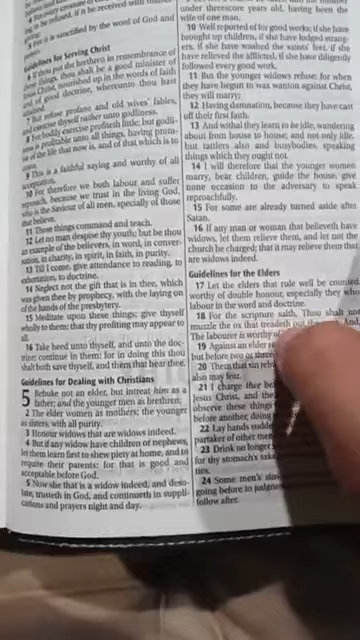 ing to be refused, if it be received with
5 For it is sanctified by the word of God and
Guidelines for Serving Christ
6 If thou put the brethren in remembrance of
things, thou shalt be a good minister of
Christ, nourished up in the words of faith
and of good doctrine, whereunto thou hast
7 But refuse profane and old wives' fables,
and exercise thyself rather unto godliness.
8 For bodily exercise profiteth little: but godli-
ness is profitable unto all things, having prom-
ise of the life that now is, and of that which is to
come.
9 This is a faithful saying and worthy of all
acceptation.
10 For therefore we both labour and suffer
reproach, because we trust in the living God,
who is the Saviour of all men, specially of those
that believe.
11 These things command and teach.
12 Let no man despise thy youth; but be thou
an example of the believers, in word, in conver-
sation, in charity, in spirit, in faith, in purity.
13 Till I come, give attendance to reading, to
exhortation, to doctrine.
14 Neglect not the gift that is in thee, which
was given thee by prophecy, with the laying on
of the hands of the presbytery.
15 Meditate upon these things; give thyself
wholly to them; that thy profiting may appear to
all.
16 Take heed unto thyself, and unto the doc-
trine; continue in them: for in doing this thou
shalt both save thyself, and them that hear thee.
Guidelines for Dealing with Christians
5 Rebuke not an elder, but intreat him as a
father; and the younger men as brethren;
2 The elder women as mothers; the younger
as sisters, with all purity.
3 Honour widows that are widows indeed.
4 But if any widow have children or nephews,
let them learn first to shew piety at home, and to
requite their parents: for that is good and
acceptable before God.
5 Now she that is a widow indeed, and deso-
late, trusteth in God, and continueth in suppli-
cations and prayers night and day.
under threescore years old, having been the
wife of one man,
10 Well reported of for good works; if she have
brought up children, if she have lodged strang-
ers, if she have washed the saints' feet, if she
have relieved the afflicted, if she have diligently
followed every good work.
11 But the younger widows refuse: for when
they have begun to wax wanton against Christ,
they will marry;
12 Having damnation, because they have cast
off their first faith.
13 And withal they learn to be idle, wandering
about from house to house; and not only idle,
but tattlers also and busybodies, speaking
things which they ought not.
14 I will therefore that the younger women
marry, bear children, guide the house, give
none occasion to the adversary to speak
reproachfully.
15 For some are already turned aside after
Satan.
16 If any man or woman that believeth have
widows, let them relieve them, and let not the
church be charged; that it may relieve them that
are widows indeed.
Guidelines for the Elders
17 Let the elders that rule well be counted
worthy of double honour, especially they who
labour in the word and doctrine.
18 For the scripture saith, Thou shalt not
muzzle the ox that treadeth out the And,
The labourer is worthy
19 Against an elder re
but before two or three
20 Them that sin re
also may fear.
21 I charge thee be
Jesus Christ, and the
observe these things
before another, doing
22 Lay hands sudde
partaker of other men
23 Drink no longer
for thy stomach's sake
ties.
24 Some men's sins
going before to judgme
follow after.